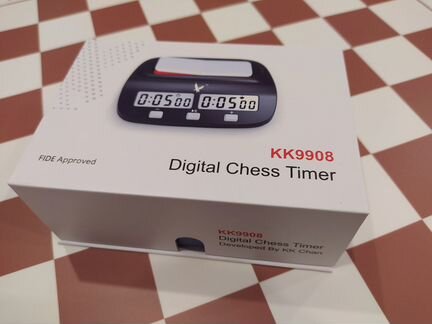 0:05 00 0:05 00
FIDE Approved
KK9908
Digital Chess Timer
KK9908
Digital Chess Timer
Developed By KK Chan